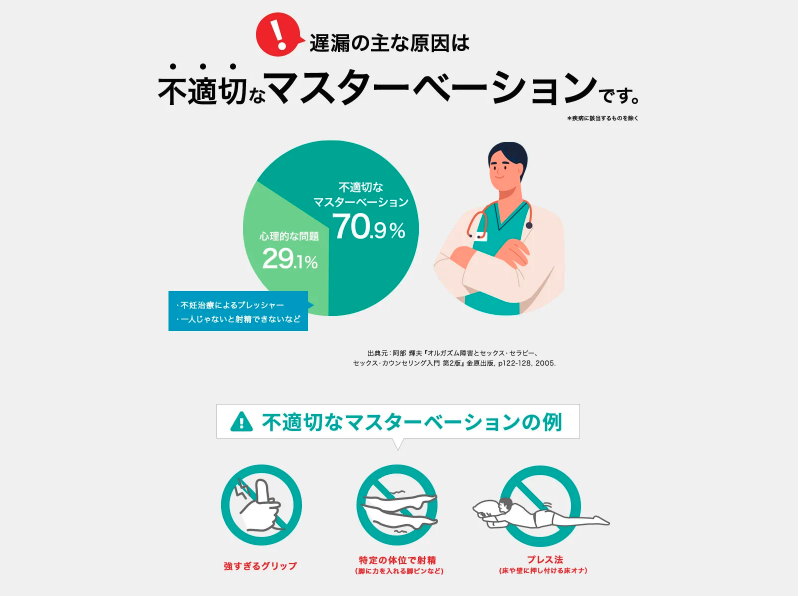 遅漏の主な原因は
不適切なマスターベーションです。
*疾病に該当するものを除く
不適切な
マスターベーション
70.9%
心理的な問題
29.1%
・不妊治療によるプレッシャー
・一人じゃないと射精できないなど
出典元:阿部 輝夫『オルガズム障害とセックス・セラピー、
セックス・カウンセリング入門 第2版』 金原出版, p122-128, 2005.
不適切なマスターベーションの例
強すぎるグリップ
特定の体位で射精
(脚に力を入れる脚ピンなど)
プレス法
(床や壁に押し付ける床オナ)